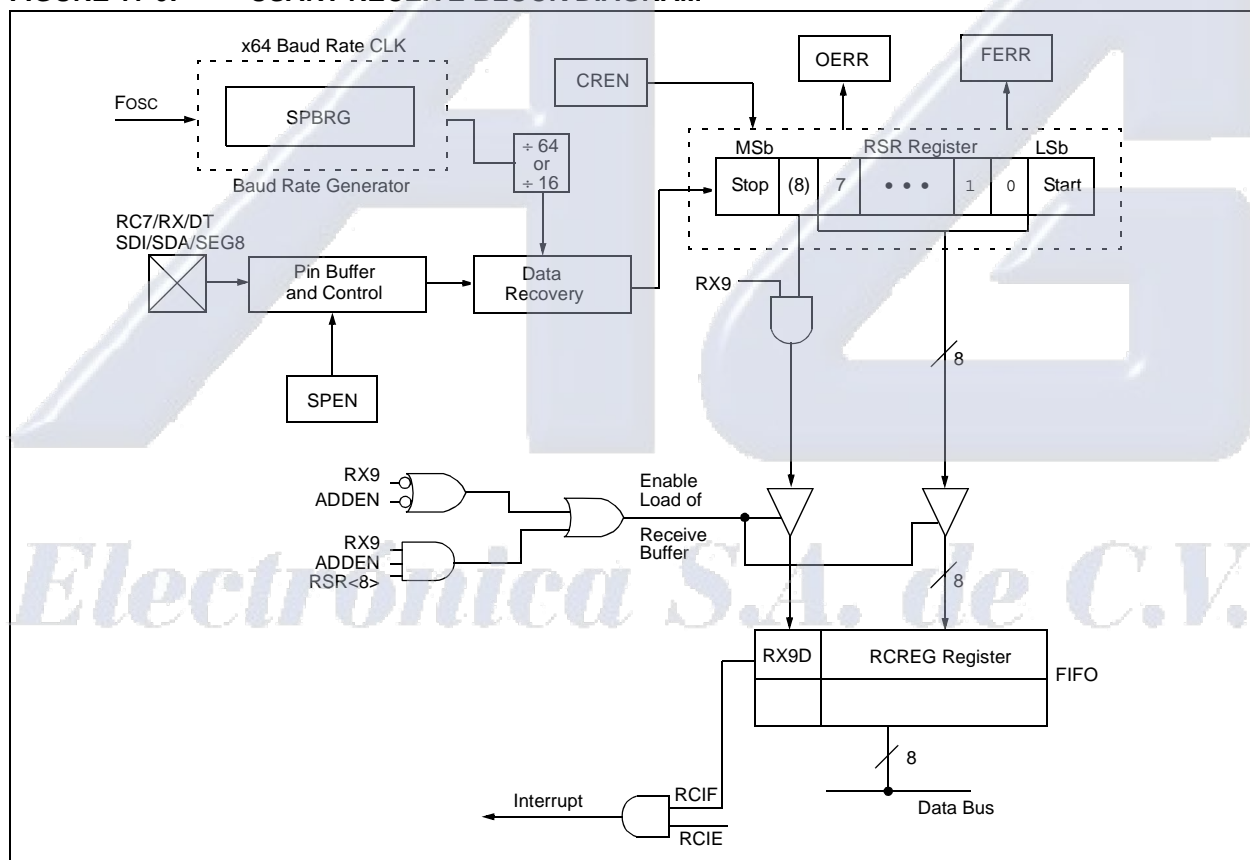 x64 Baud Rate CLK
FOSC
SPBRG
Baud Rate Generator
÷ 64
or
÷ 16
CREN
OERR
FERR
MSb
RSR Register
LSb
Stop
(8)
7
• • •
1
0
Start
RC7/RX/DT
SDI/SDA/SEG8
Pin Buffer
and Control
Data
Recovery
SPEN
RX9
8
RX9
ADDEN
RX9
ADDEN
RSR<8>
Enable
Load of
Receive
Buffer
8
RX9D
RCREG Register
FIFO
8
Data Bus
Interrupt
RCIF
RCIE
AG
Electrónica S.A. de C.V.